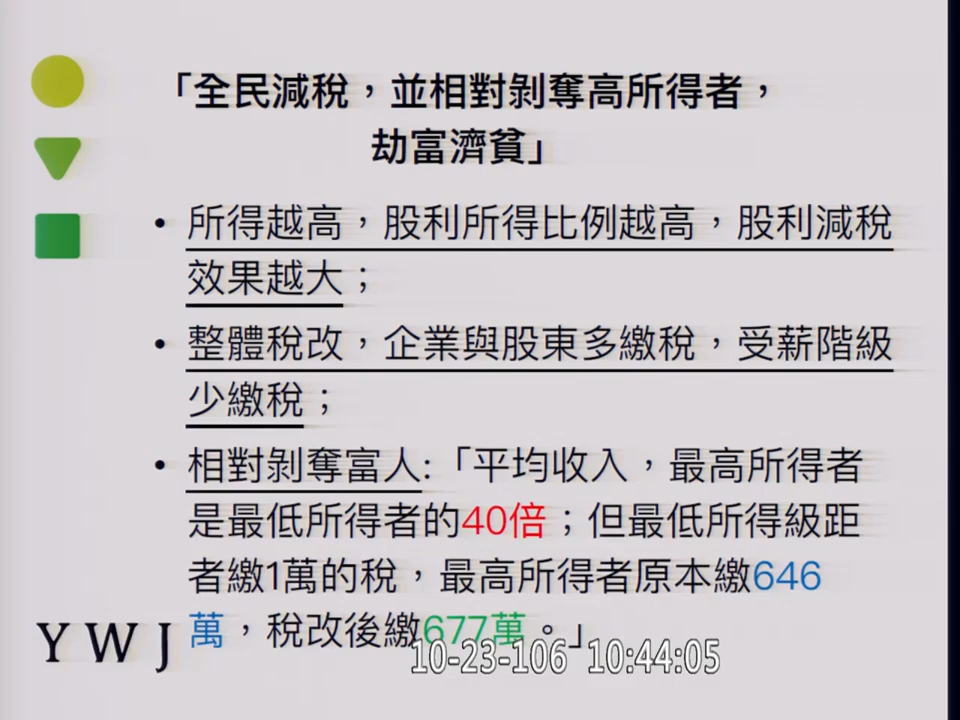 「全民減稅，並相對剝奪高所得者，
劫富濟貧」
• 所得越高，股利所得比例越高，股利減稅
效果越大；
• 整體稅改，企業與股東多繳稅，受薪階級
少繳稅；
• 相對剝奪富人:「平均收入，最高所得者
是最低所得者的40倍；但最低所得級距
者繳1萬的稅，最高所得者原本繳646
萬，稅改後繳677萬。」
YWJ
10-23-106 10:44:05